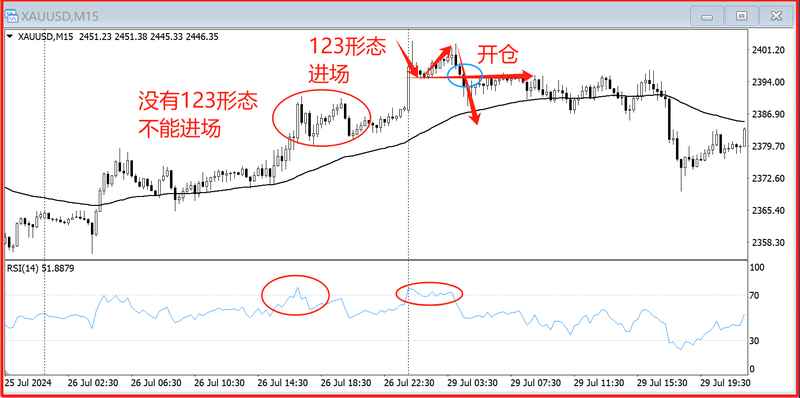 XAUUSD,M15
XAUUSD,M15 2451.23 2451.38 2445.33 2446.35
123形态
进场
开仓
没有123形态
不能进场
2401.20
2394.00
2386.90
2379.70
2372.60
2365.40
2358.30
RSI(14) 51.8879
100
70
30
0
25 Jul 2024
26 Jul 02:30
26 Jul 06:30
26 Jul 10:30
26 Jul 14:30
26 Jul 18:30
26 Jul 22:30
29 Jul 03:30
29 Jul 07:30
29 Jul 11:30
29 Jul 15:30
29 Jul 19:30